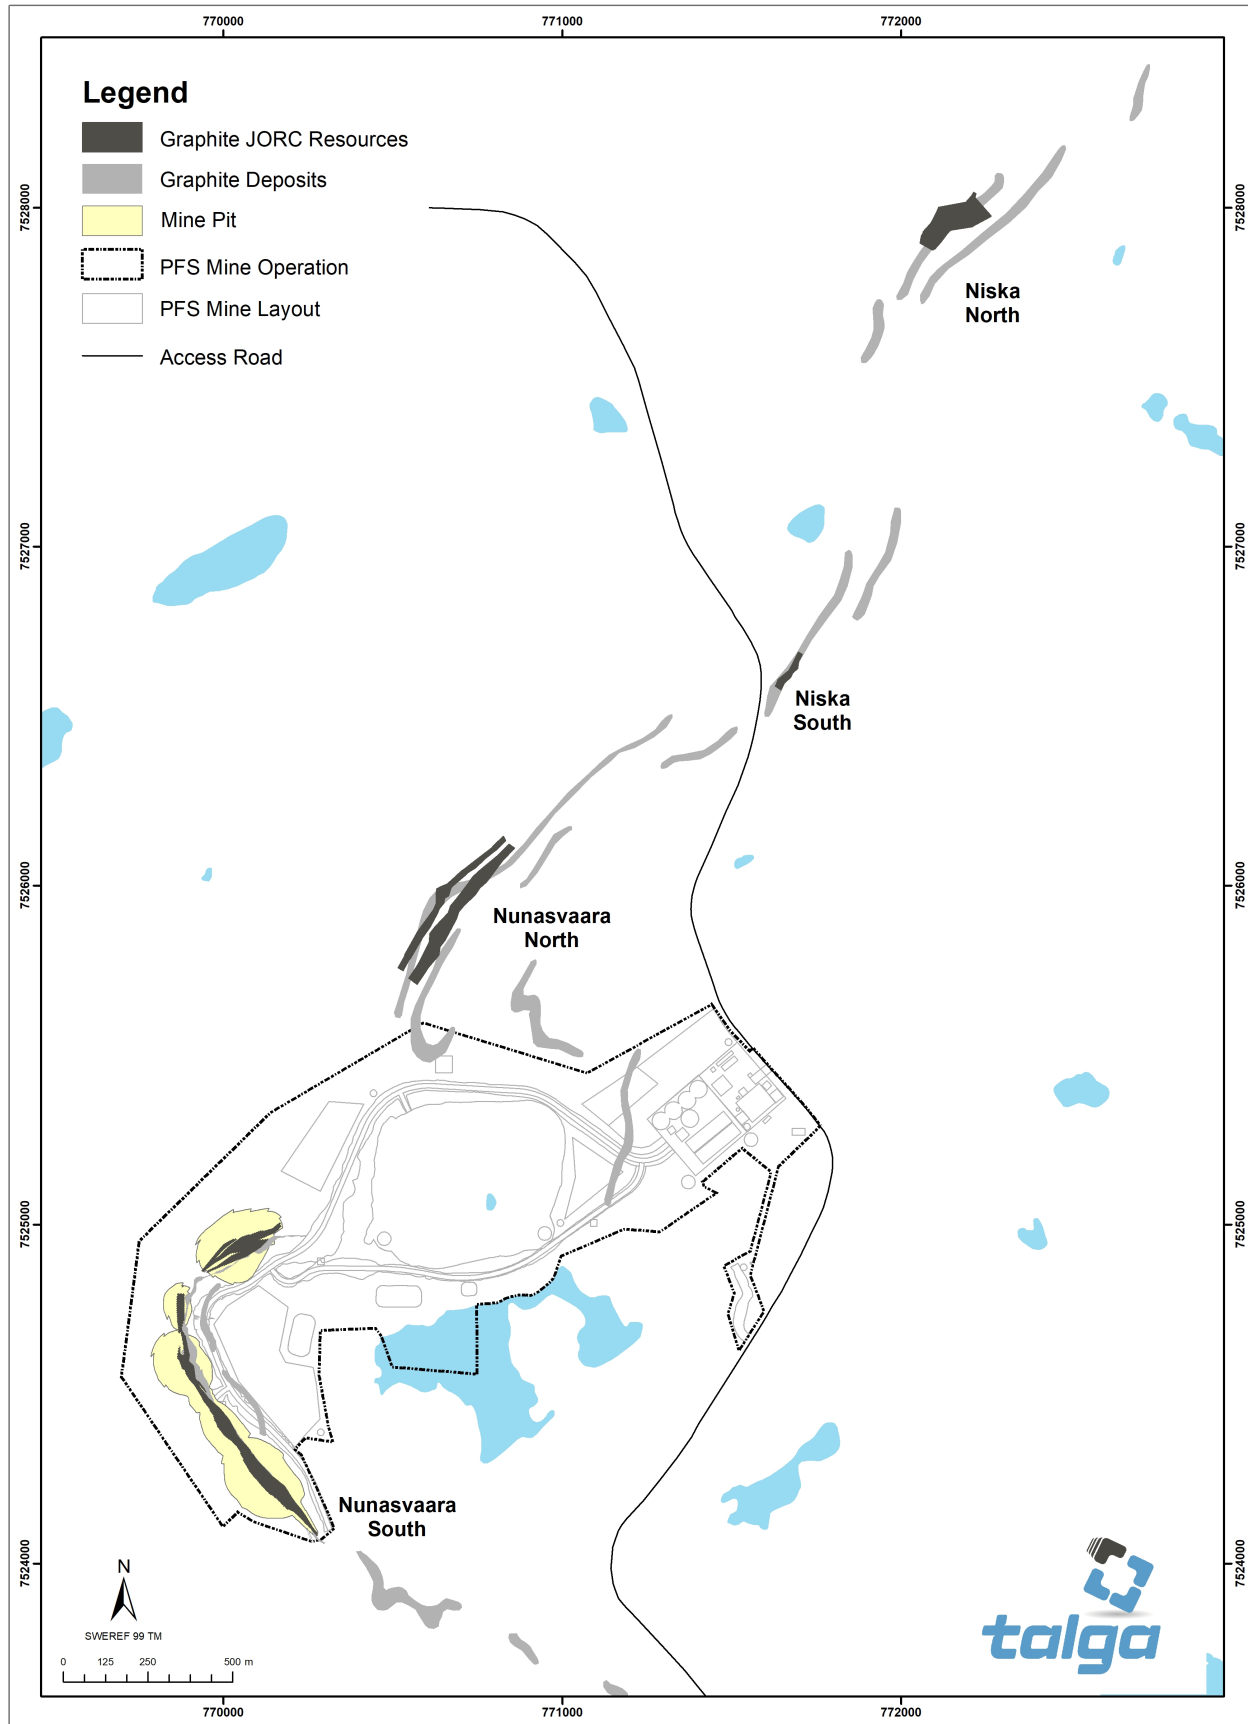 770000
771000
772000
Legend
Graphite JORC Resources
Graphite Deposits
Mine Pit
PFS Mine Operation
PFS Mine Layout
Access Road
7528000
7528000
Niska
North
7527000
7527000
Niska
South
7526000
7526000
Nunasvaara
North
7525000
7525000
Nunasvaara
South
7524000
7524000
N
SWEREF 99 TM
0 125 250 500 m
talga
770000
771000
772000